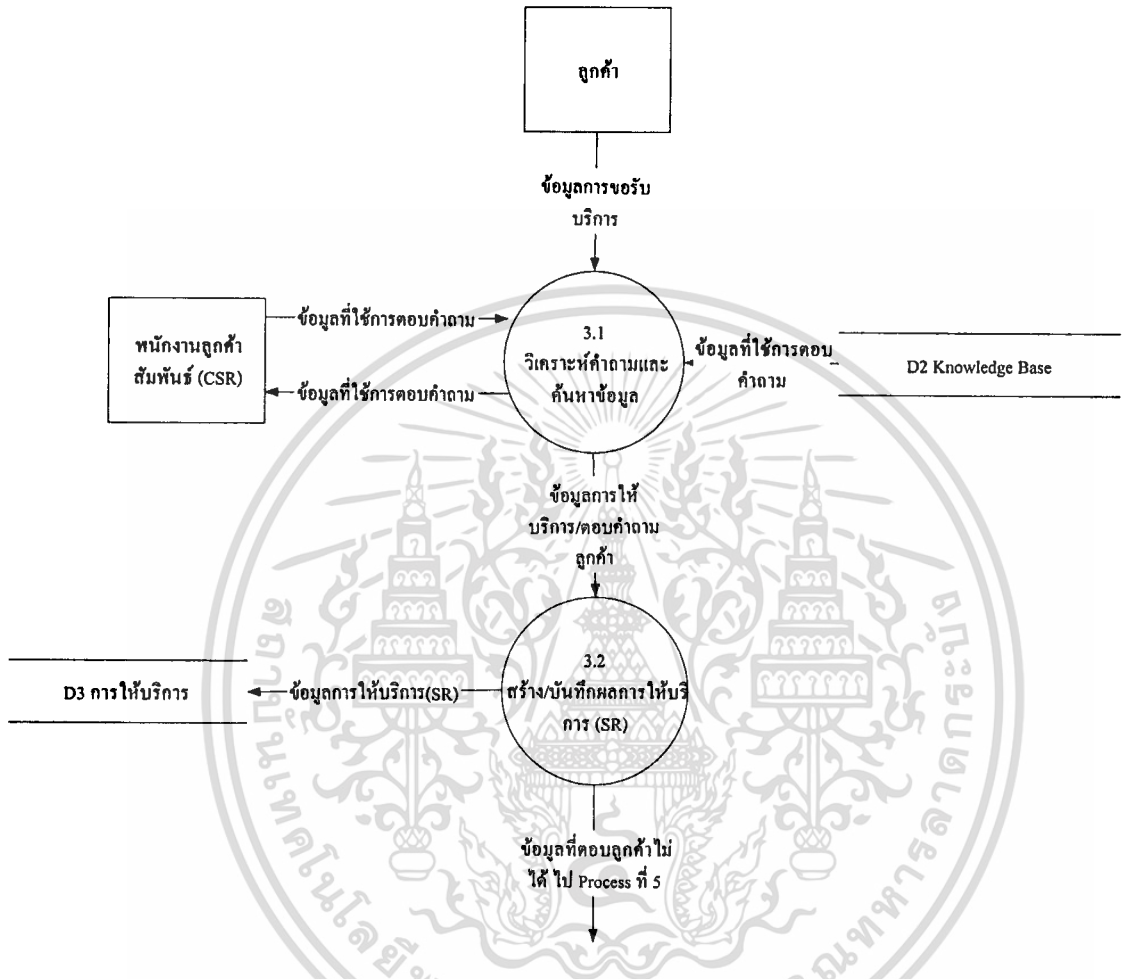 ลูกค้า
ข้อมูลการขอรับ
บริการ
พนักงานลูกค้า
สัมพันธ์ (CSR)
ข้อมูลที่ใช้การตอบคำถาม
ข้อมูลที่ใช้การตอบคำถาม
3.1
วิเคราะห์คำถามและ
ค้นหาข้อมูล
ข้อมูลที่ใช้การตอบ
คำถาม
D2 Knowledge Base
ข้อมูลการให้
บริการ/ตอบคำถาม
ลูกค้า
D3 การให้บริการ
ข้อมูลการให้บริการ(SR)
3.2
สร้าง/บันทึกผลการให้บริ
การ (SR)
ข้อมูลที่ตอบลูกค้าไม่
ได้ ไป Process ที่ 5